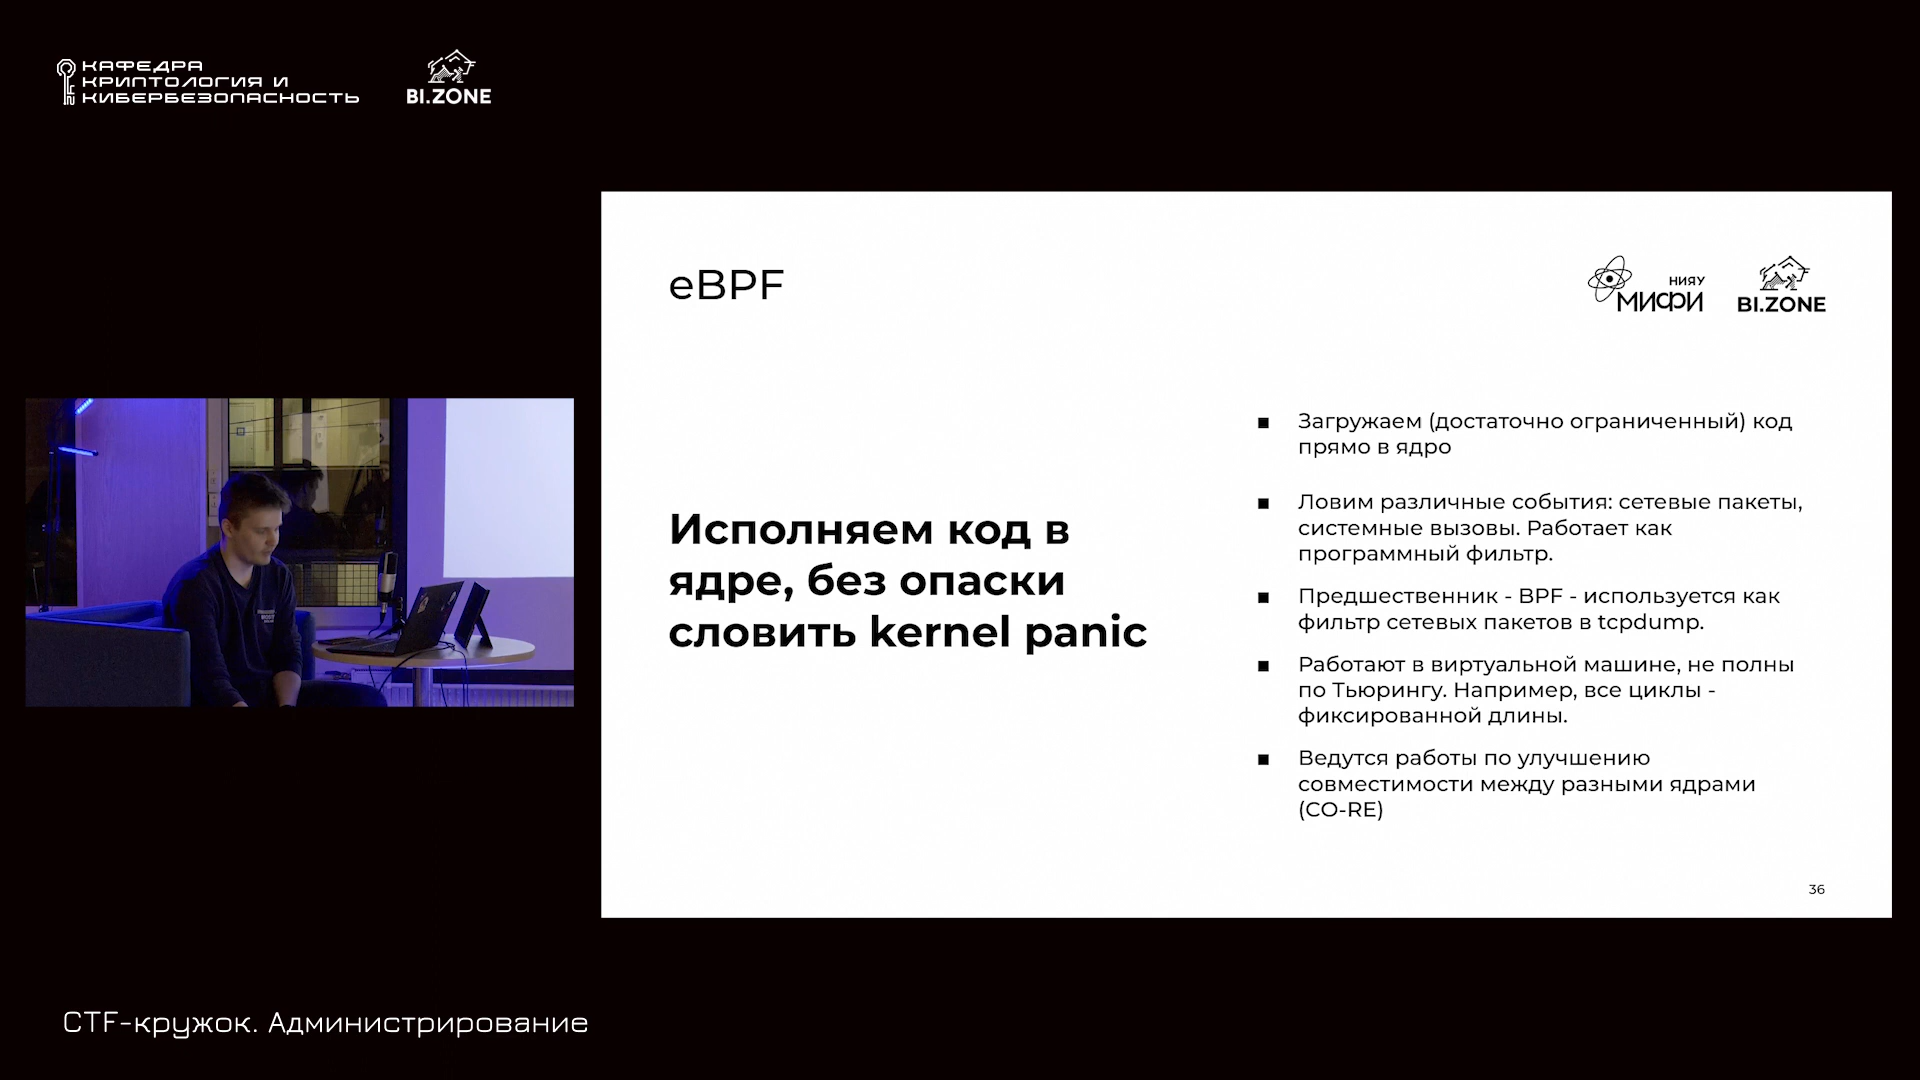 КАФЕДРА
КРИПТОЛОГИЯ И
КИБЕРБЕЗОПАСНОСТЬ
BI.ZONE
eBPF
НИЯУ
МИФИ
BI.ZONE
Исполняем код в
ядре, без опаски
словить kernel panic
■ Загружаем (достаточно ограниченный) код
прямо в ядро
■ Ловим различные события: сетевые пакеты,
системные вызовы. Работает как
программный фильтр.
■ Предшественник - BPF - используется как
фильтр сетевых пакетов в tcpdump.
■ Работают в виртуальной машине, не полны
по Тьюрингу. Например, все циклы -
фиксированной длины.
■ Ведутся работы по улучшению
совместимости между разными ядрами
(CO-RE)
36
CTF-кружок. Администрирование